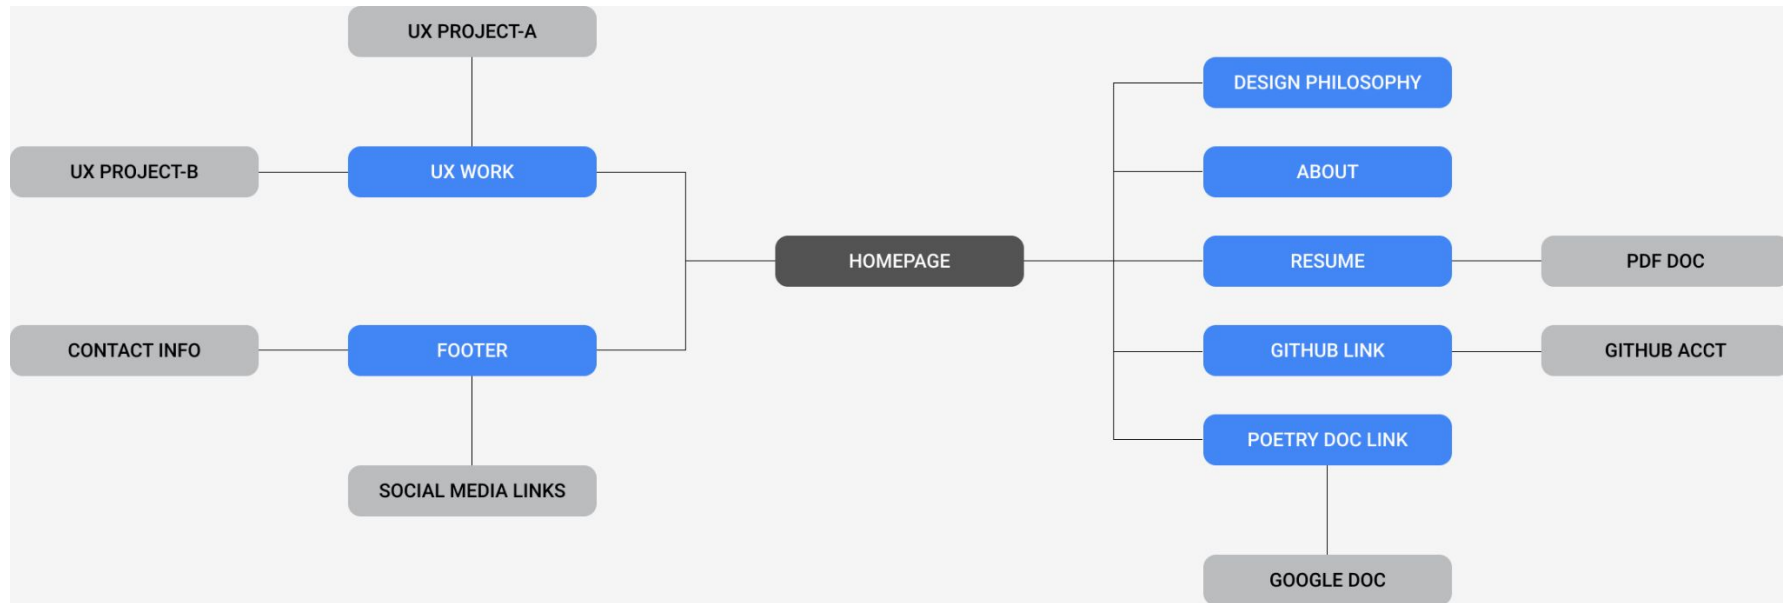 UX PROJECT-A
DESIGN PHILOSOPHY
UX PROJECT-B
UX WORK
ABOUT
HOMEPAGE
RESUME
PDF DOC
CONTACT INFO
FOOTER
GITHUB LINK
GITHUB ACCT
POETRY DOC LINK
SOCIAL MEDIA LINKS
GOOGLE DOC